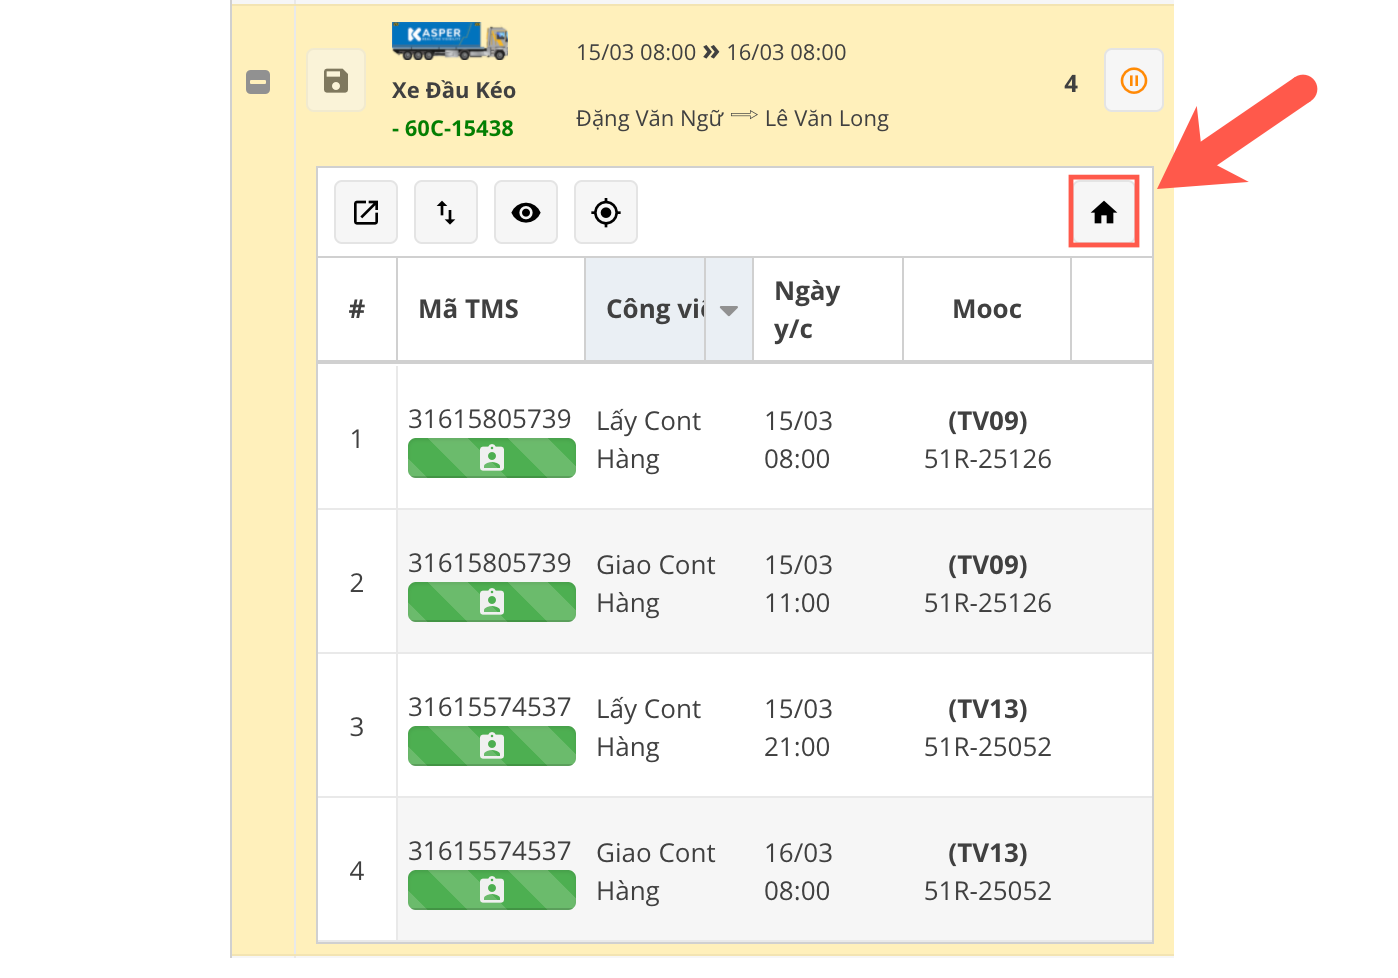 KASPER
15/03 08:00 » 16/03 08:00
Xe Đầu Kéo
4
- 60C-15438
Đặng Văn Ngữ ⟹ Lê Văn Long
# Mã TMS Công việ Ngày y/c Mooc
1 31615805739 Lấy Cont Hàng 15/03 08:00 (TV09) 51R-25126
2 31615805739 Giao Cont Hàng 15/03 11:00 (TV09) 51R-25126
3 31615574537 Lấy Cont Hàng 15/03 21:00 (TV13) 51R-25052
4 31615574537 Giao Cont Hàng 16/03 08:00 (TV13) 51R-25052